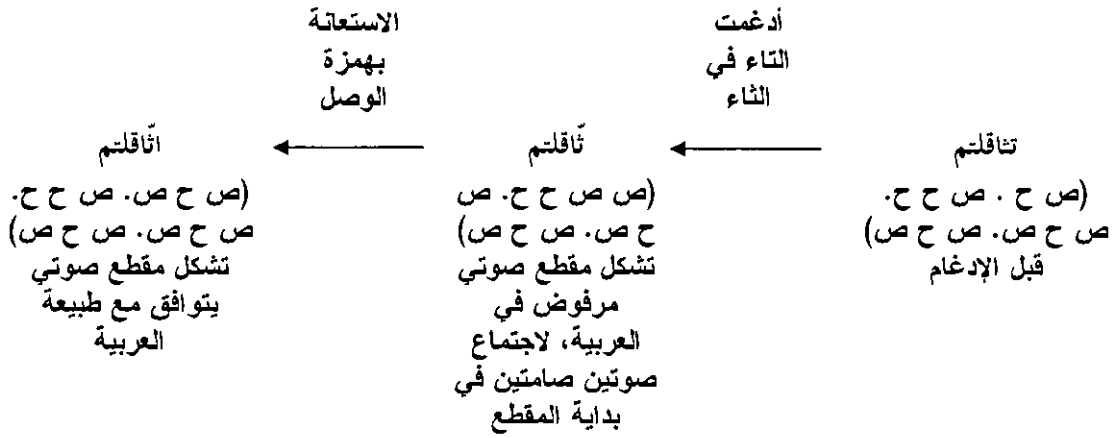 أدغمت
التاء في
الثاء
الاستعانة
بهمزة
الوصل
تثاقلتم
(ص ح . ص ح ح.
ص ح ص. ص ح ص)
قبل الإدغام
ثّاقلتم
(ص ص ح ح. ص
ح ص. ص ح ص)
تشكل مقطع صوتي
مرفوض في
العربية، لاجتماع
صوتين صامتين في
بداية المقطع
اثّاقلتم
(ص ح ص. ص ح ح.
ص ح ص. ص ح ص)
تشكل مقطع صوتي
يتوافق مع طبيعة
العربية